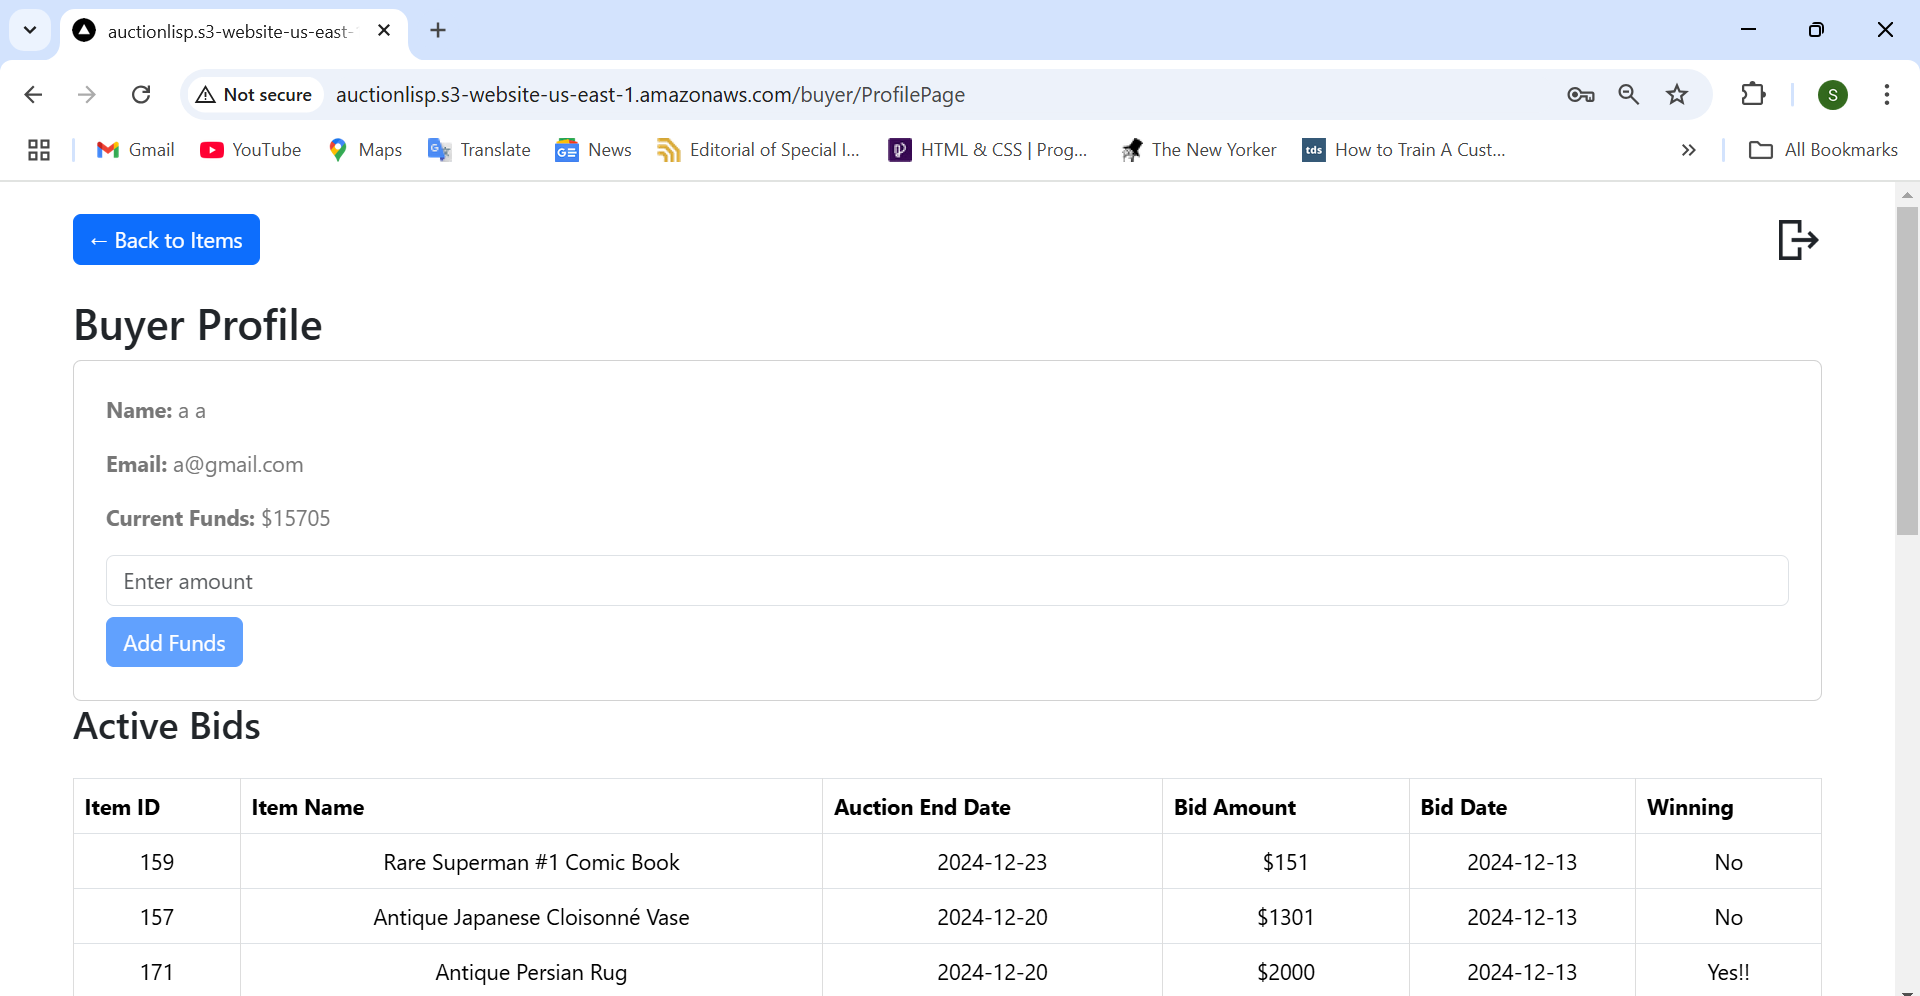 auctionlisp.s3-website-us-east-
Not secure auctionlisp.s3-website-us-east-1.amazonaws.com/buyer/ProfilePage S
Gmail YouTube Maps Translate News Editorial of Special I... HTML & CSS | Prog... The New Yorker tds How to Train A Cust... » All Bookmarks
← Back to Items
Buyer Profile
Name: a a
Email: a@gmail.com
Current Funds: $15705
Enter amount
Add Funds
Active Bids
Item ID Item Name Auction End Date Bid Amount Bid Date Winning
159 Rare Superman #1 Comic Book 2024-12-23 $151 2024-12-13 No
157 Antique Japanese Cloisonné Vase 2024-12-20 $1301 2024-12-13 No
171 Antique Persian Rug 2024-12-20 $2000 2024-12-13 Yes!!